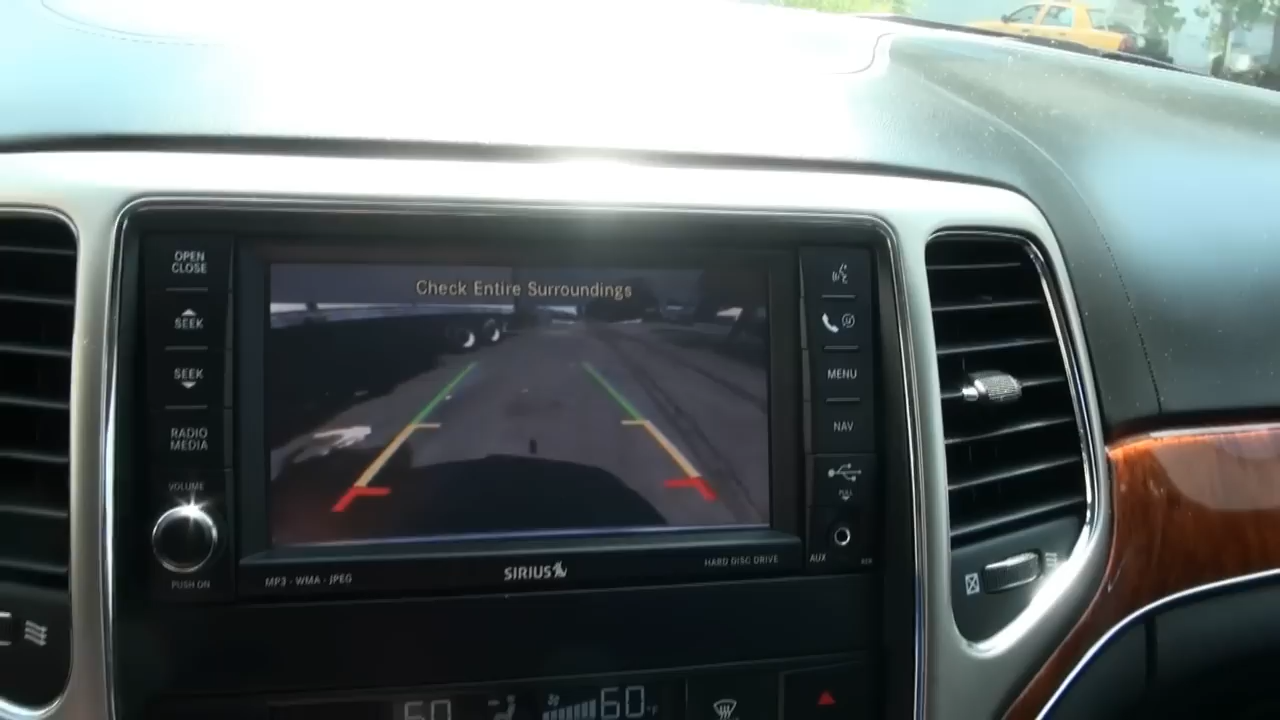 OPEN
CLOSE
SEEK
SEEK
RADIO
MEDIA
VOLUME
PUSH ON
Check Entire Surroundings
MENU
NAV
PULL
AUX
MP3 - WMA - JPEG
SIRIUS
HARD DISC DRIVE
60
60 °F